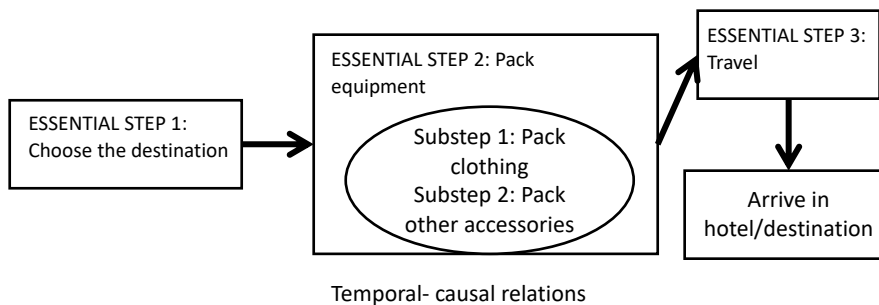 ESSENTIAL STEP 1:
Choose the destination
ESSENTIAL STEP 2: Pack
equipment
Substep 1: Pack
clothing
Substep 2: Pack
other accessories
ESSENTIAL STEP 3:
Travel
Arrive in
hotel/destination
Temporal- causal relations